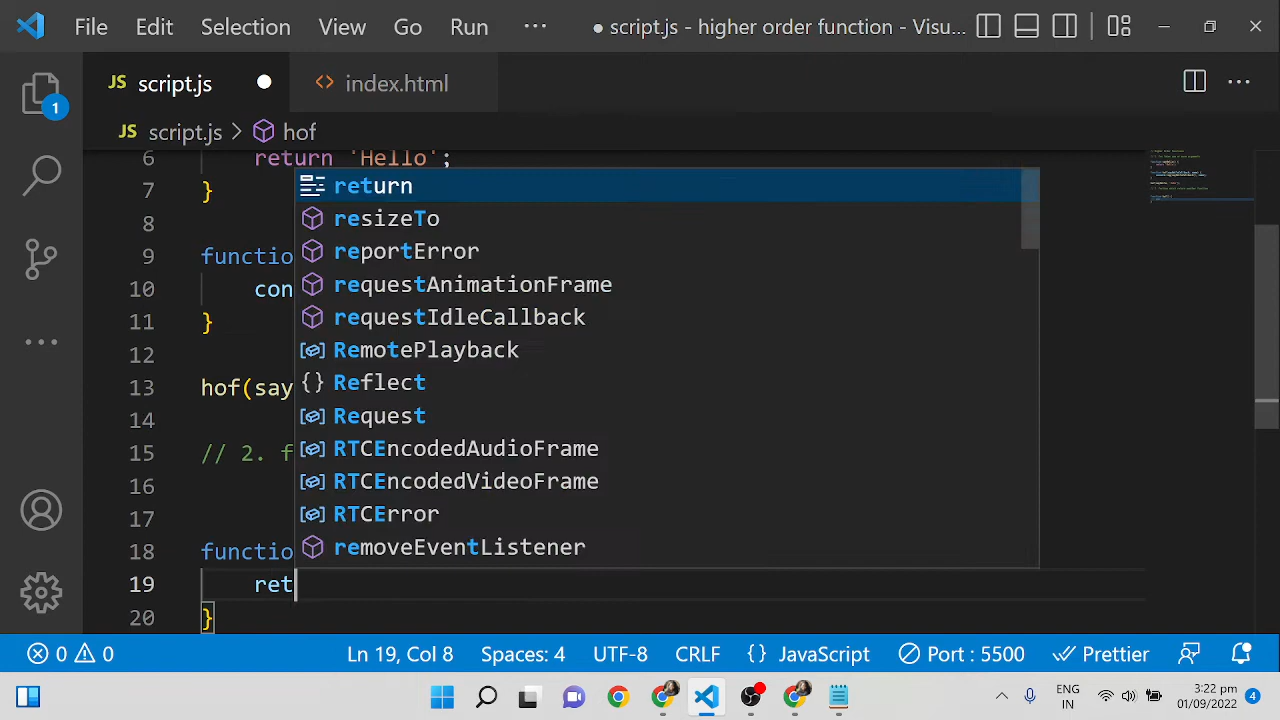 File Edit Selection View Go Run ··· ● script.js - higher order function - Visu...
JS script.js ● <> index.html ···
JS script.js > hof
6 return 'Hello';
7 }
8
9 functio
10 con
11 }
12
13 hof(say
14
15 // 2. f
16
17
18 functio
19 ret
20 }
return
resizeTo
reportError
requestAnimationFrame
requestIdleCallback
RemotePlayback
{} Reflect
Request
RTCEncodedAudioFrame
RTCEncodedVideoFrame
RTCError
removeEventListener
1
0 0 Ln 19, Col 8 Spaces: 4 UTF-8 CRLF {} JavaScript Port : 5500 Prettier
ENG
IN
3:22 pm
01/09/2022
4